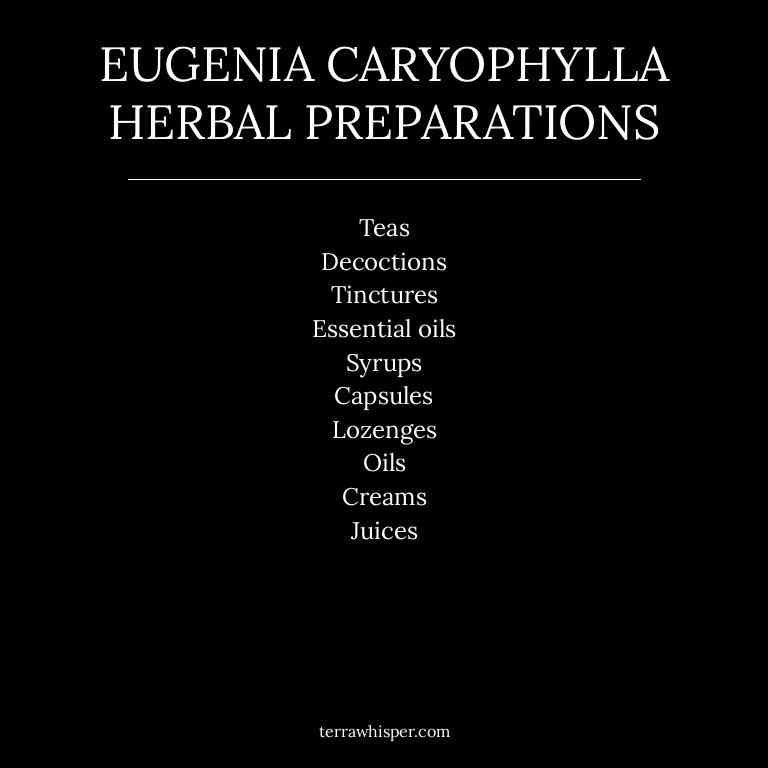 EUGENIA CARYOPHYLLA
HERBAL PREPARATIONS
Teas
Decoctions
Tinctures
Essential oils
Syrups
Capsules
Lozenges
Oils
Creams
Juices
terrawhisper.com